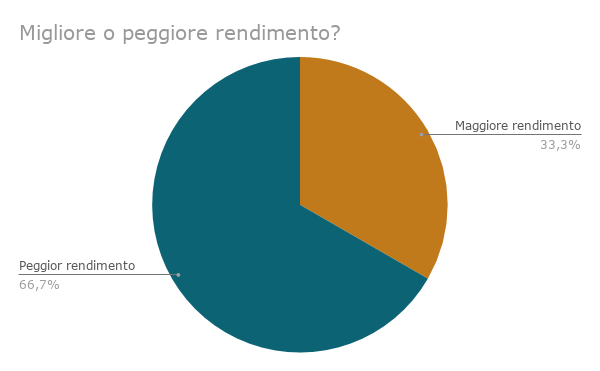 Migliore o peggiore rendimento?
Maggiore rendimento
33,3%
Peggior rendimento
66,7%